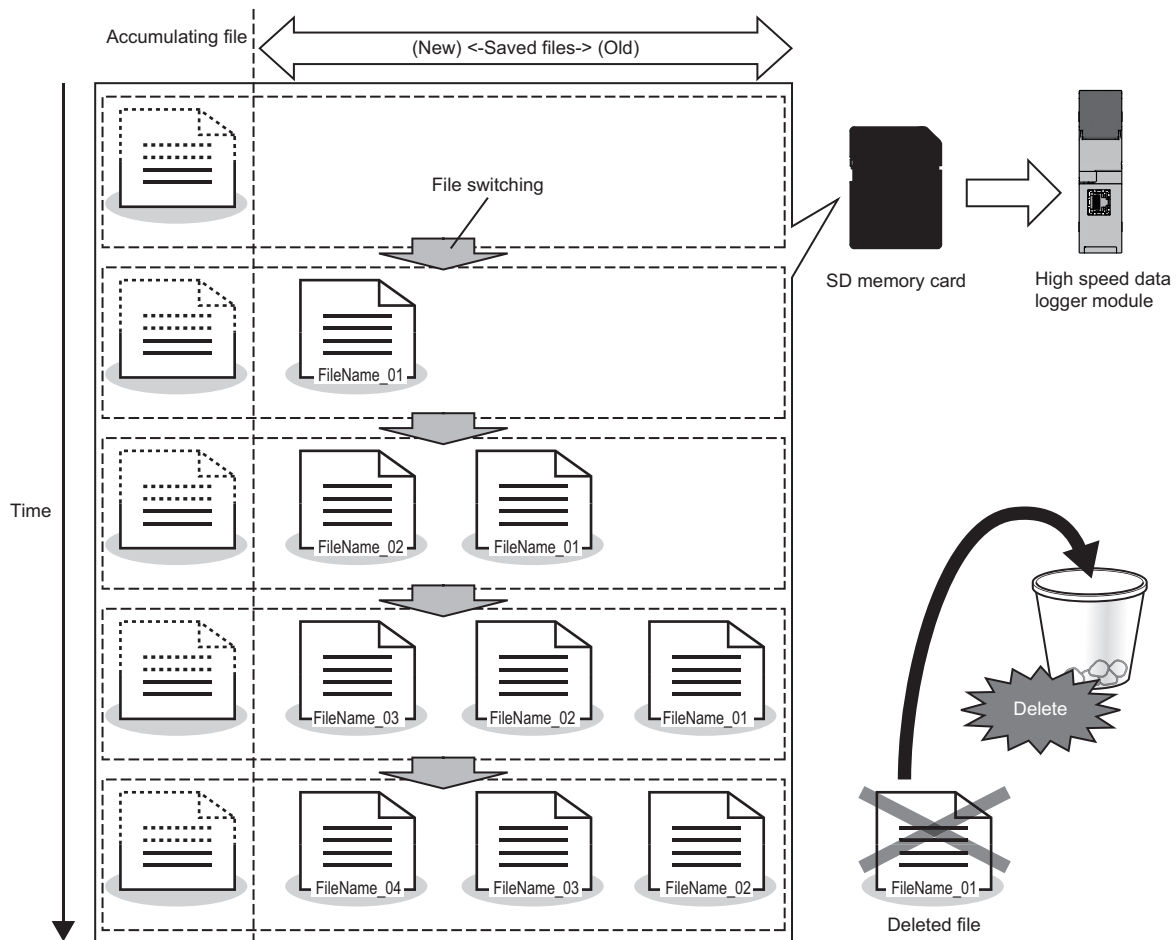 Accumulating file
(New) <-Saved files-> (Old)
File switching
SD memory card
High speed data
logger module
FileName_01
Time
FileName_02
FileName_01
FileName_03
FileName_02
FileName_01
Delete
FileName_04
FileName_03
FileName_02
FileName_01
Deleted file